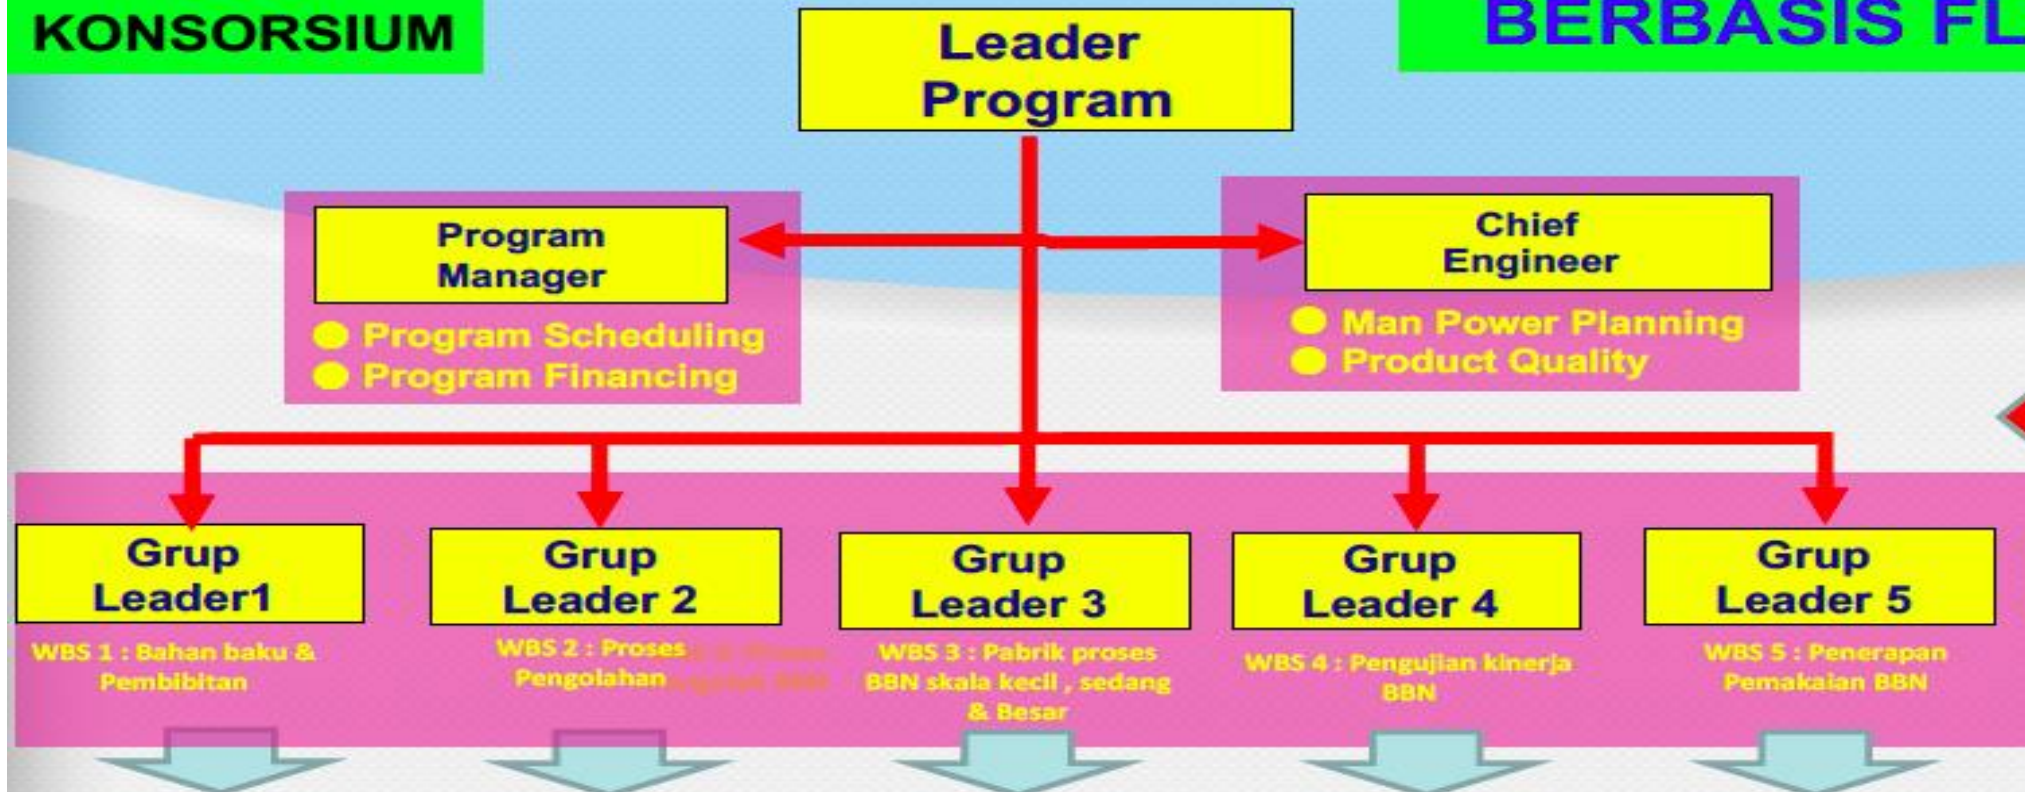 KONSORSIUM
BERBASIS FL
Leader
Program
Program
Manager
● Program Scheduling
● Program Financing
Chief
Engineer
● Man Power Planning
● Product Quality
Grup
Leader1
WBS 1 : Bahan baku &
Pembibitan
Grup
Leader 2
WBS 2 : Proses
Pengolahan
Grup
Leader 3
WBS 3 : Pabrik proses
BBN skala kecil , sedang
& Besar
Grup
Leader 4
WBS 4 : Pengujian kinerja
BBN
Grup
Leader 5
WBS 5 : Penerapan
Pemakaian BBN